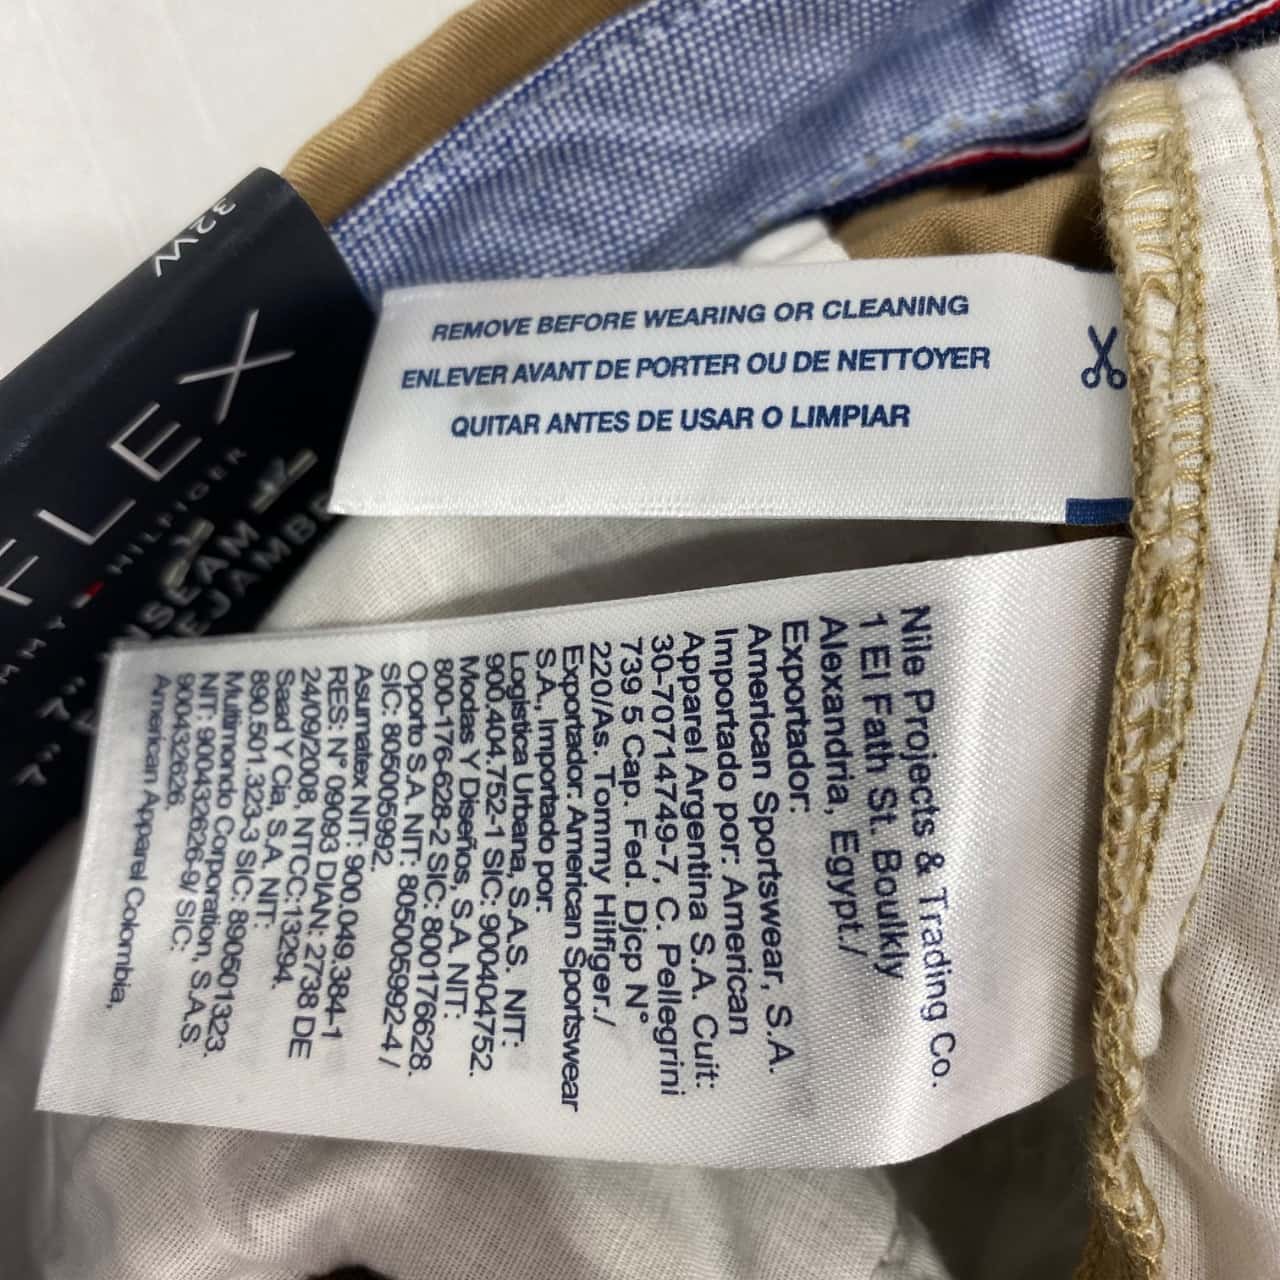 32W
FLEX
HILFIGER
REMOVE BEFORE WEARING OR CLEANING
ENLEVER AVANT DE PORTER OU DE NETTOYER
QUITAR ANTES DE USAR O LIMPIAR
Nile Projects & Trading Co.
1 El Fath St. Boulkly
Alexandria, Egypt./
Exportador:
American Sportswear, S.A.
Importado por: American
Apparel Argentina S.A. Cuit:
30-70714749-7, C. Pellegrini
739 5 Cap. Fed. Djcp N°
220/As. Tommy Hilfiger./
Exportador: American Sportswear
S.A., Importado por:
Logistica Urbana, S.A.S. NIT:
900.404.752-1 SIC: 900404752.
Modas Y Diseños, S.A. NIT:
800-176-628-2 SIC: 800176628.
Oporto S.A. NIT: 805005992-4 /
SIC: 805005992.
Asumatex NIT: 900.049.384-1
RES: N° 09093 DIAN: 2738 DE
24/09/2008, NTCC:13294,
Saad Y Cia, S.A, NIT:
890.501.323-3 SIC: 890501323.
Multimondo Corporation, S.A.S.
NIT: 900432626-9/ SIC:
900432626.
American Apparel Colombia,